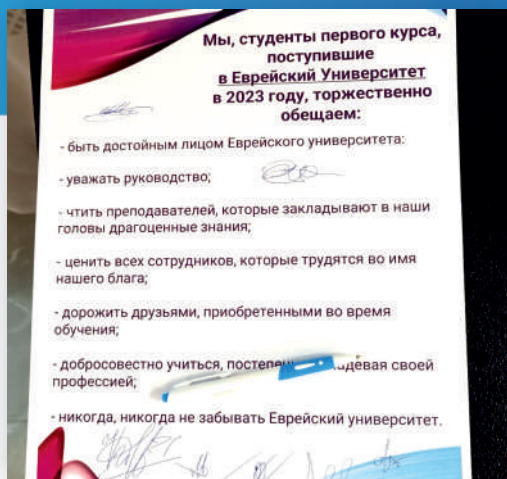 Мы, студенты первого курса,
поступившие
в Еврейский Университет
в 2023 году, торжественно
обещаем:
- быть достойным лицом Еврейского университета:
- уважать руководство;
- чтить преподавателей, которые закладывают в наши
головы драгоценные знания;
- ценить всех сотрудников, которые трудятся во имя
нашего блага;
- дорожить друзьями, приобретенными во время
обучения;
- добросовестно учиться, своей
профессией;
- никогда, никогда не забывать Еврейский университет.